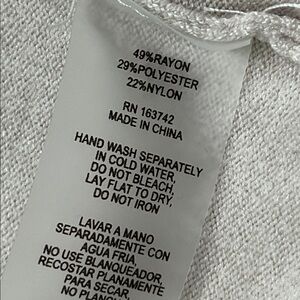 49%RAYON
29%POLYESTER
22%NYLON
RN 163742
MADE IN CHINA
HAND WASH SEPARATELY
IN COLD WATER,
DO NOT BLEACH,
LAY FLAT TO DRY,
DO NOT IRON
LAVAR A MANO
SEPARADAMENTE CON
AGUA FRIA,
NO USE BLANQUEADOR,
RECOSTAR PLANAMENTE
PARA SECAR,
NO PLANCHAR